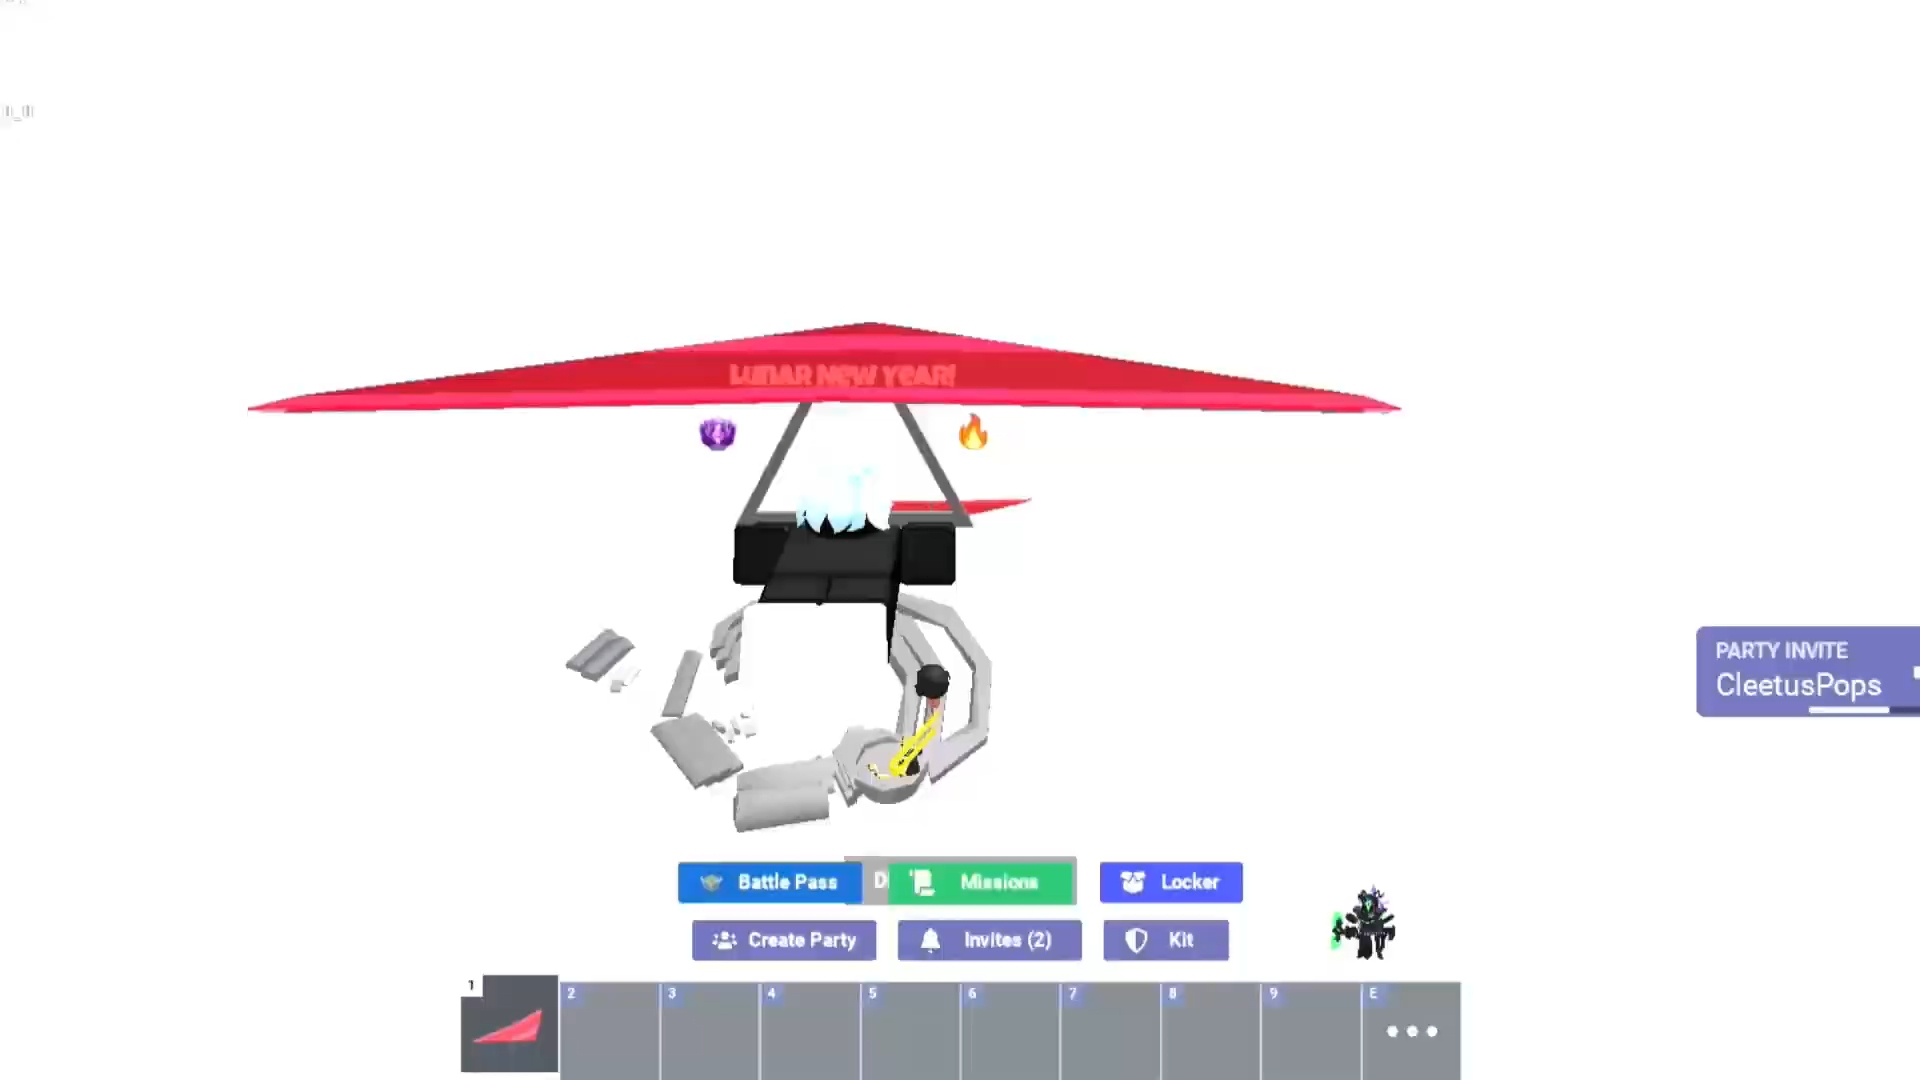 LUNAR NEW YEAR!
PARTY INVITE
CleetusPops
Battle Pass
D
Missions
Locker
Create Party
Invites (2)
Kit
1
2
3
4
5
6
7
8
9
E